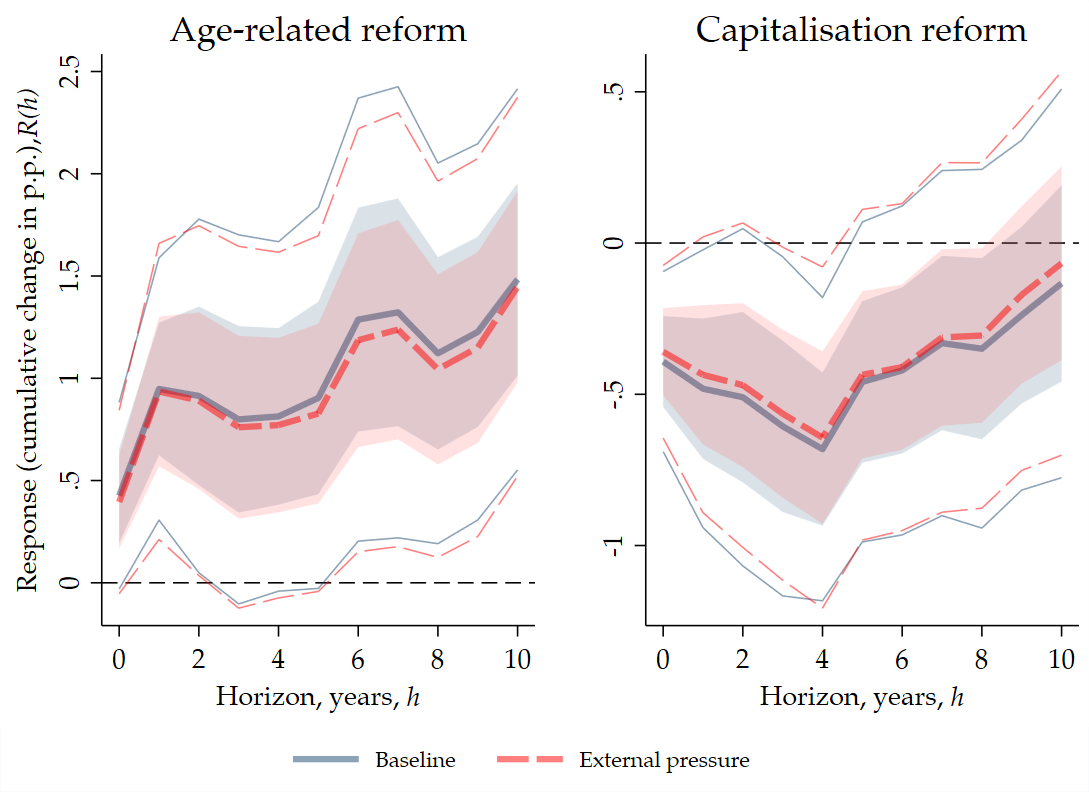 Age-related reform
Response (cumulative change in p.p.),R(h)
2.5
2
1.5
1
.5
0
0 2 4 6 8 10
Horizon, years, h
Capitalisation reform
.5
0
-.5
-1
0 2 4 6 8 10
Horizon, years, h
Baseline External pressure